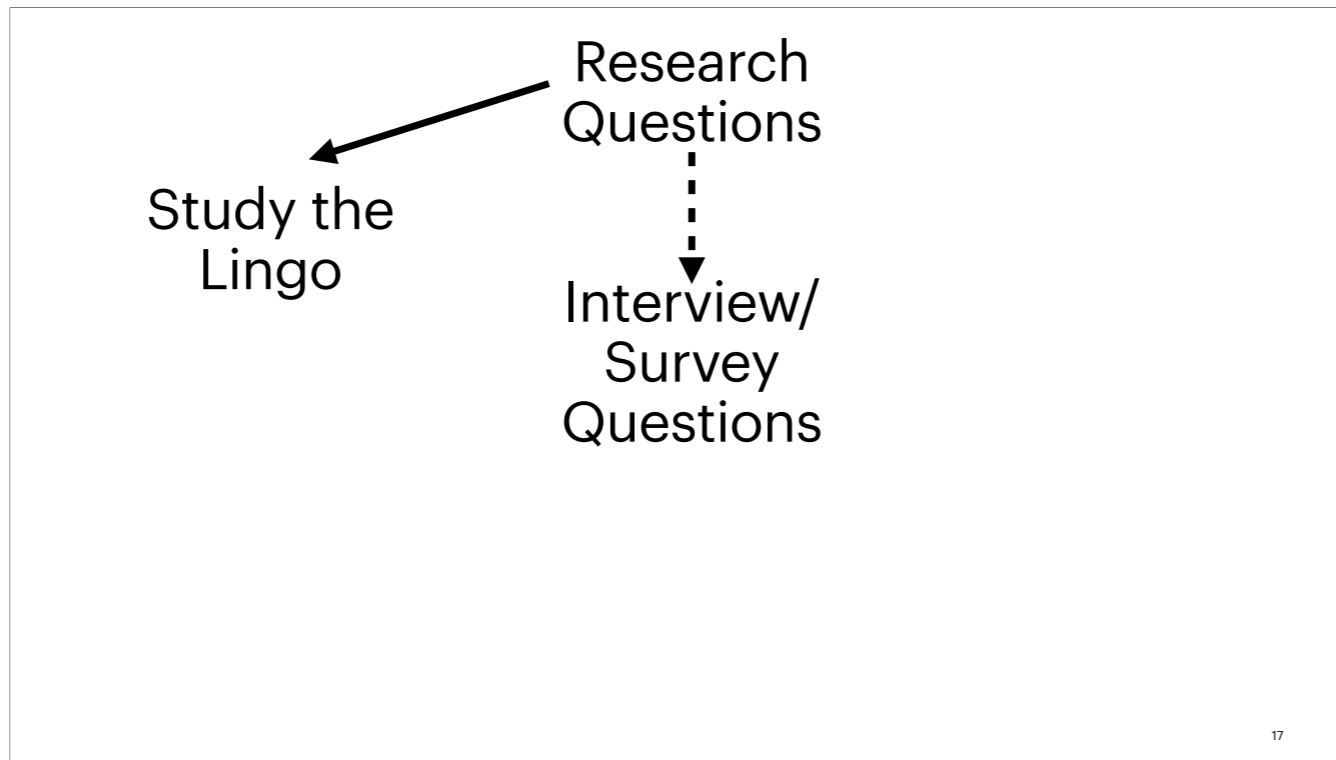 Research
Questions
Study the
Lingo
Interview/
Survey
Questions
17